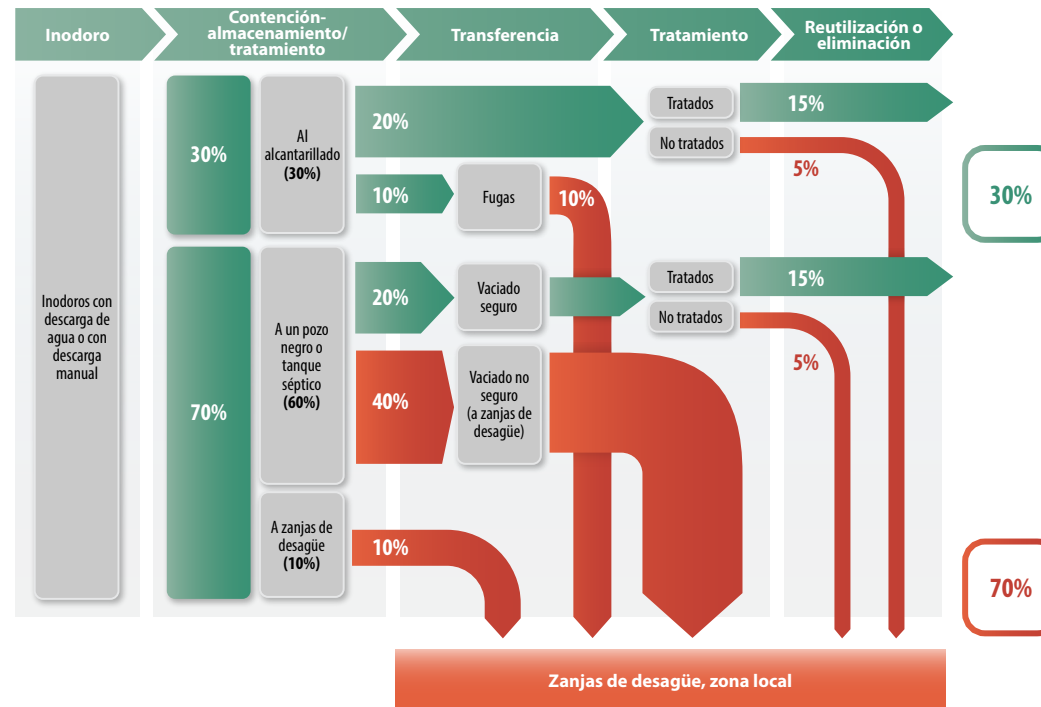 Inodoro
Contención-
almacenamiento/
tratamiento
Transferencia
Tratamiento
Reutilización o
eliminación
Inodoros con
descarga de
agua o con
descarga
manual
30%
Al
alcantarillado
(30%)
20%
Tratados
15%
No tratados
5%
10%
Fugas
10%
30%
70%
A un pozo
negro o
tanque
séptico
(60%)
20%
Vaciado
seguro
Tratados
15%
No tratados
5%
40%
Vaciado no
seguro
(a zanjas de
desagüe)
A zanjas de
desagüe
(10%)
10%
70%
Zanjas de desagüe, zona local